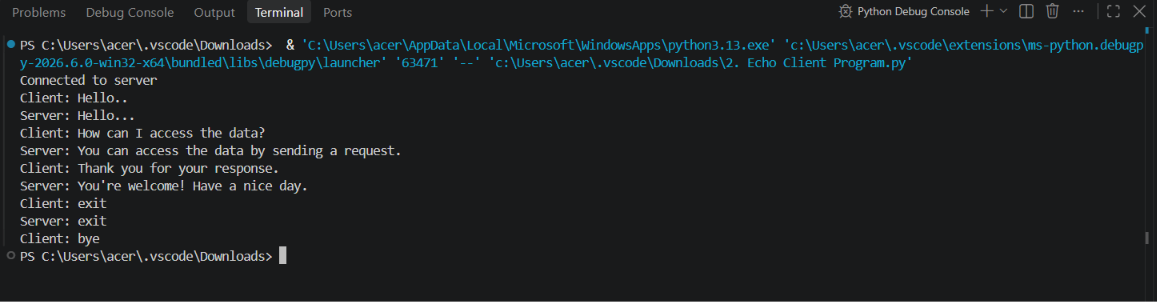 Problems Debug Console Output Terminal Ports Python Debug Console
PS C:\Users\acer\.vscode\Downloads>  & 'C:\Users\acer\AppData\Local\Microsoft\WindowsApps\python3.13.exe' 'c:\Users\acer\.vscode\extensions\ms-python.debugp
y-2026.6.0-win32-x64\bundled\libs\debugpy\launcher' '63471' '--' 'c:\Users\acer\.vscode\Downloads\2. Echo Client Program.py'
Connected to server
Client: Hello..
Server: Hello...
Client: How can I access the data?
Server: You can access the data by sending a request.
Client: Thank you for your response.
Server: You're welcome! Have a nice day.
Client: exit
Server: exit
Client: bye
PS C:\Users\acer\.vscode\Downloads>